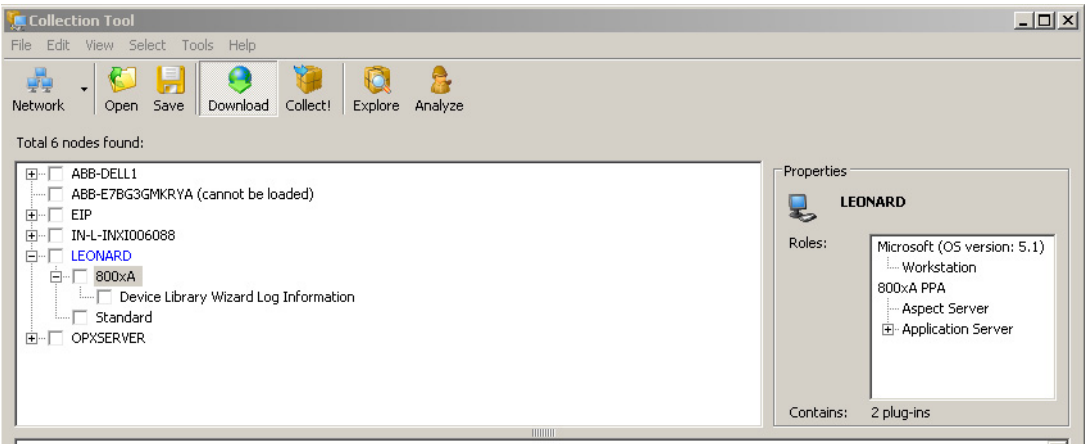 Collection Tool
File Edit View Select Tools Help
Network Open Save Download Collect! Explore Analyze
Total 6 nodes found:
ABB-DELL1
ABB-E7BG3GMKRYA (cannot be loaded)
EIP
IN-L-INXI006088
LEONARD
800xA
Device Library Wizard Log Information
Standard
OPXSERVER
Properties
LEONARD
Roles:
Microsoft (OS version: 5.1)
Workstation
800xA PPA
Aspect Server
Application Server
Contains: 2 plug-ins